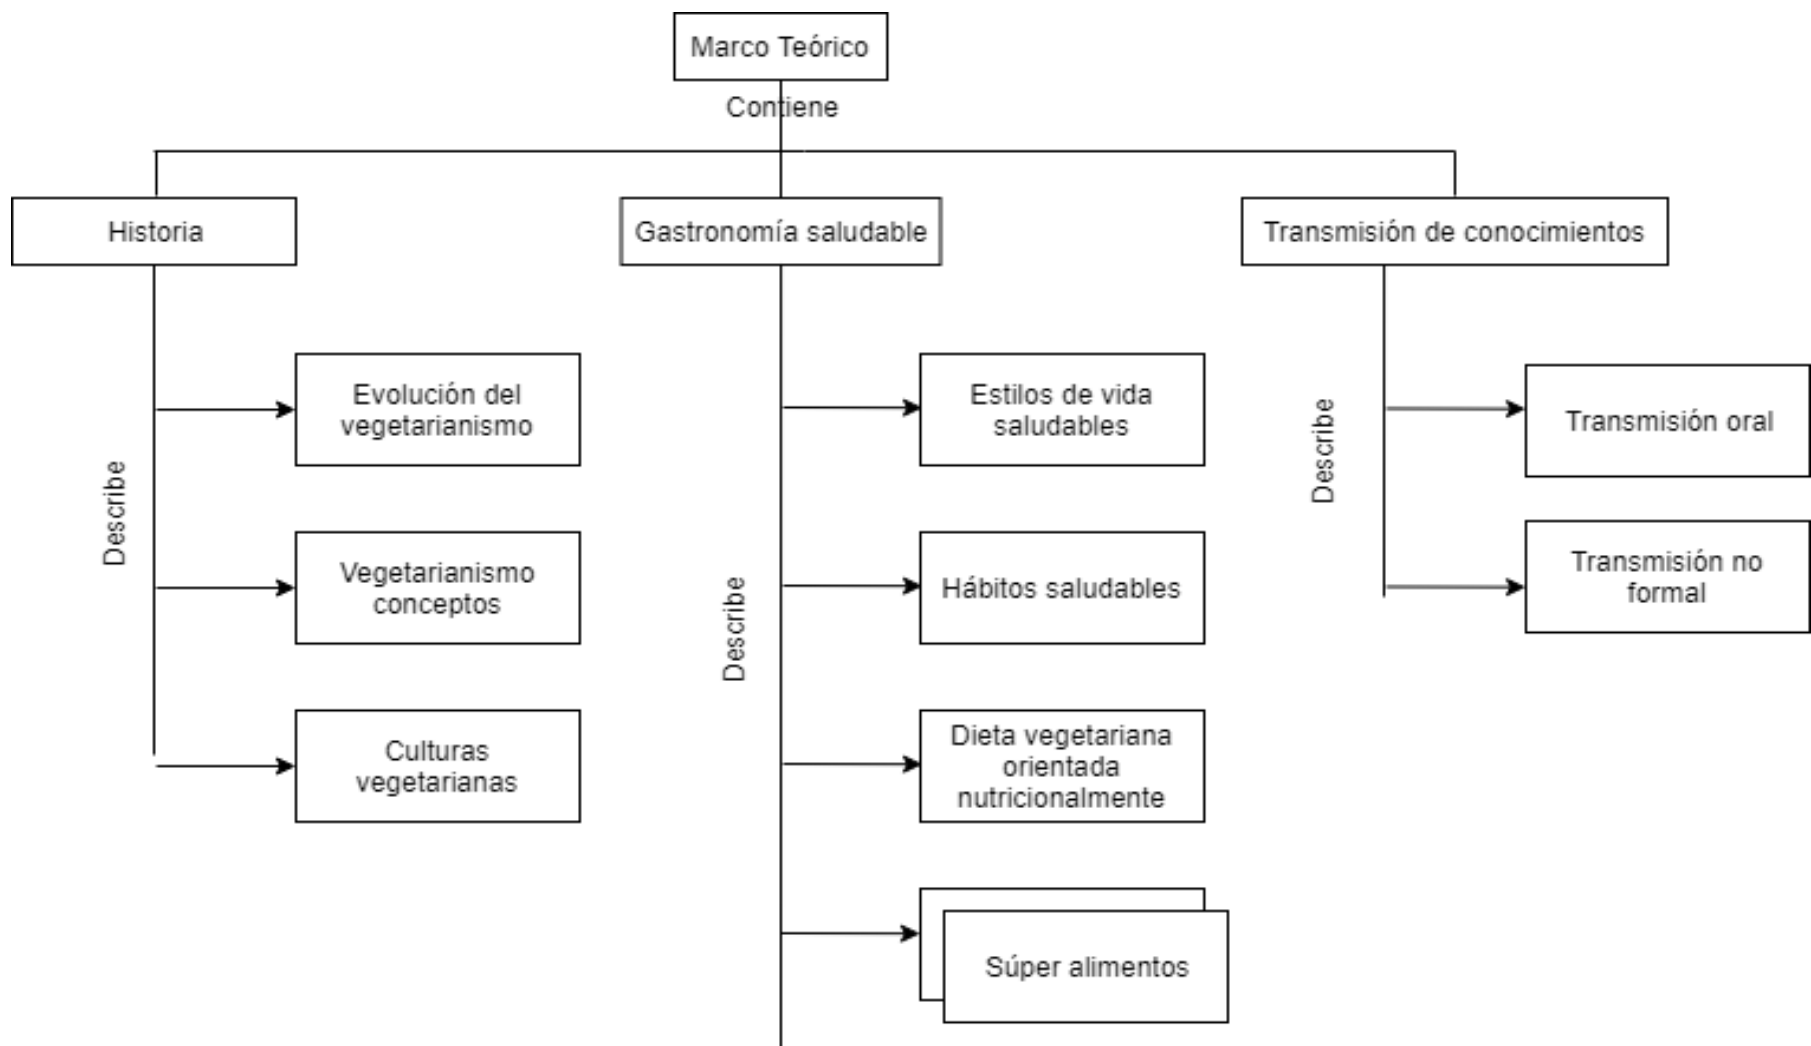 Marco Teórico
Contiene
Historia
Gastronomía saludable
Transmisión de conocimientos
Describe
Evolución del
vegetarianismo
Vegetarianismo
conceptos
Culturas
vegetarianas
Describe
Estilos de vida
saludables
Hábitos saludables
Dieta vegetariana
orientada
nutricionalmente
Súper alimentos
Describe
Transmisión oral
Transmisión no
formal